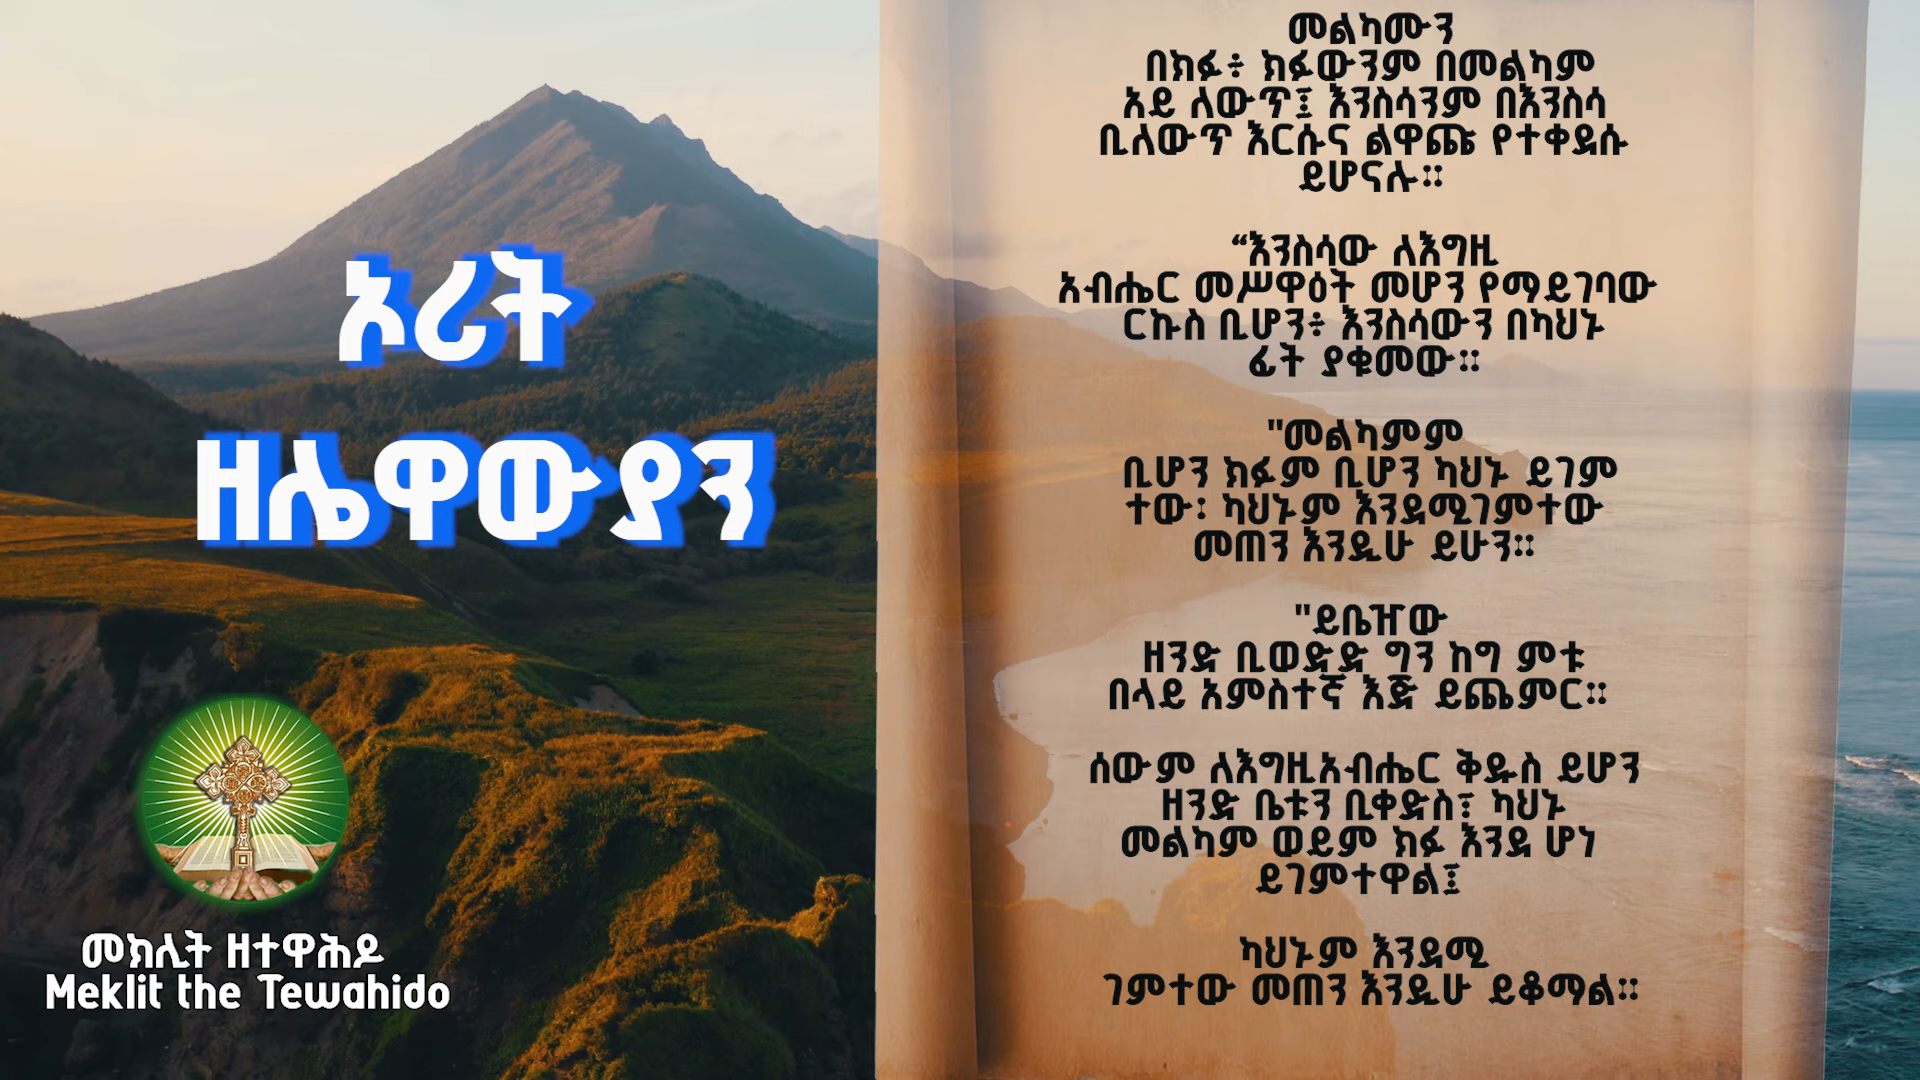 ኦሪት
ዘሌዋውያን
መክሊት ዘተዋሕዶ
Meklit the Tewahido
መልካሙን
በክፉ፥ ክፉውንም በመልካም
አይ ለውጥ፤ እንስሳንም በእንስሳ
ቢለውጥ እርሱና ልዋጩ የተቀደሱ
ይሆናሉ።
“እንስሳው ለእግዚ
አብሔር መሥዋዕት መሆን የማይገባው
ርኩስ ቢሆን፥ እንስሳውን በካህኑ
ፊት ያቁመው።
"መልካምም
ቢሆን ክፉም ቢሆን ካህኑ ይገም
ተው፤ ካህኑም እንደሚገምተው
መጠን እንዲሁ ይሁን።
"ይቤዠው
ዘንድ ቢወድድ ግን ከግ ምቱ
በላይ አምስተኛ እጅ ይጨምር።
ሰውም ለእግዚአብሔር ቅዱስ ይሆን
ዘንድ ቤቱን ቢቀድስ፣ ካህኑ
መልካም ወይም ክፉ እንደ ሆነ
ይገምተዋል፤
ካህኑም እንደሚ
ገምተው መጠን እንዲሁ ይቆማል።